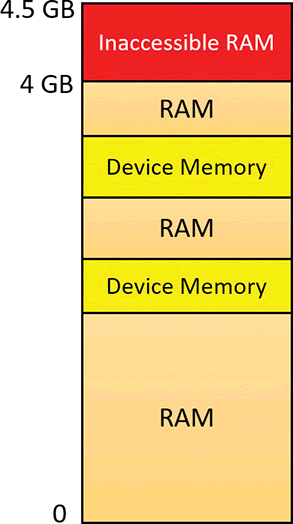 4.5 GB
Inaccessible RAM
4 GB
RAM
Device Memory
RAM
Device Memory
RAM
0